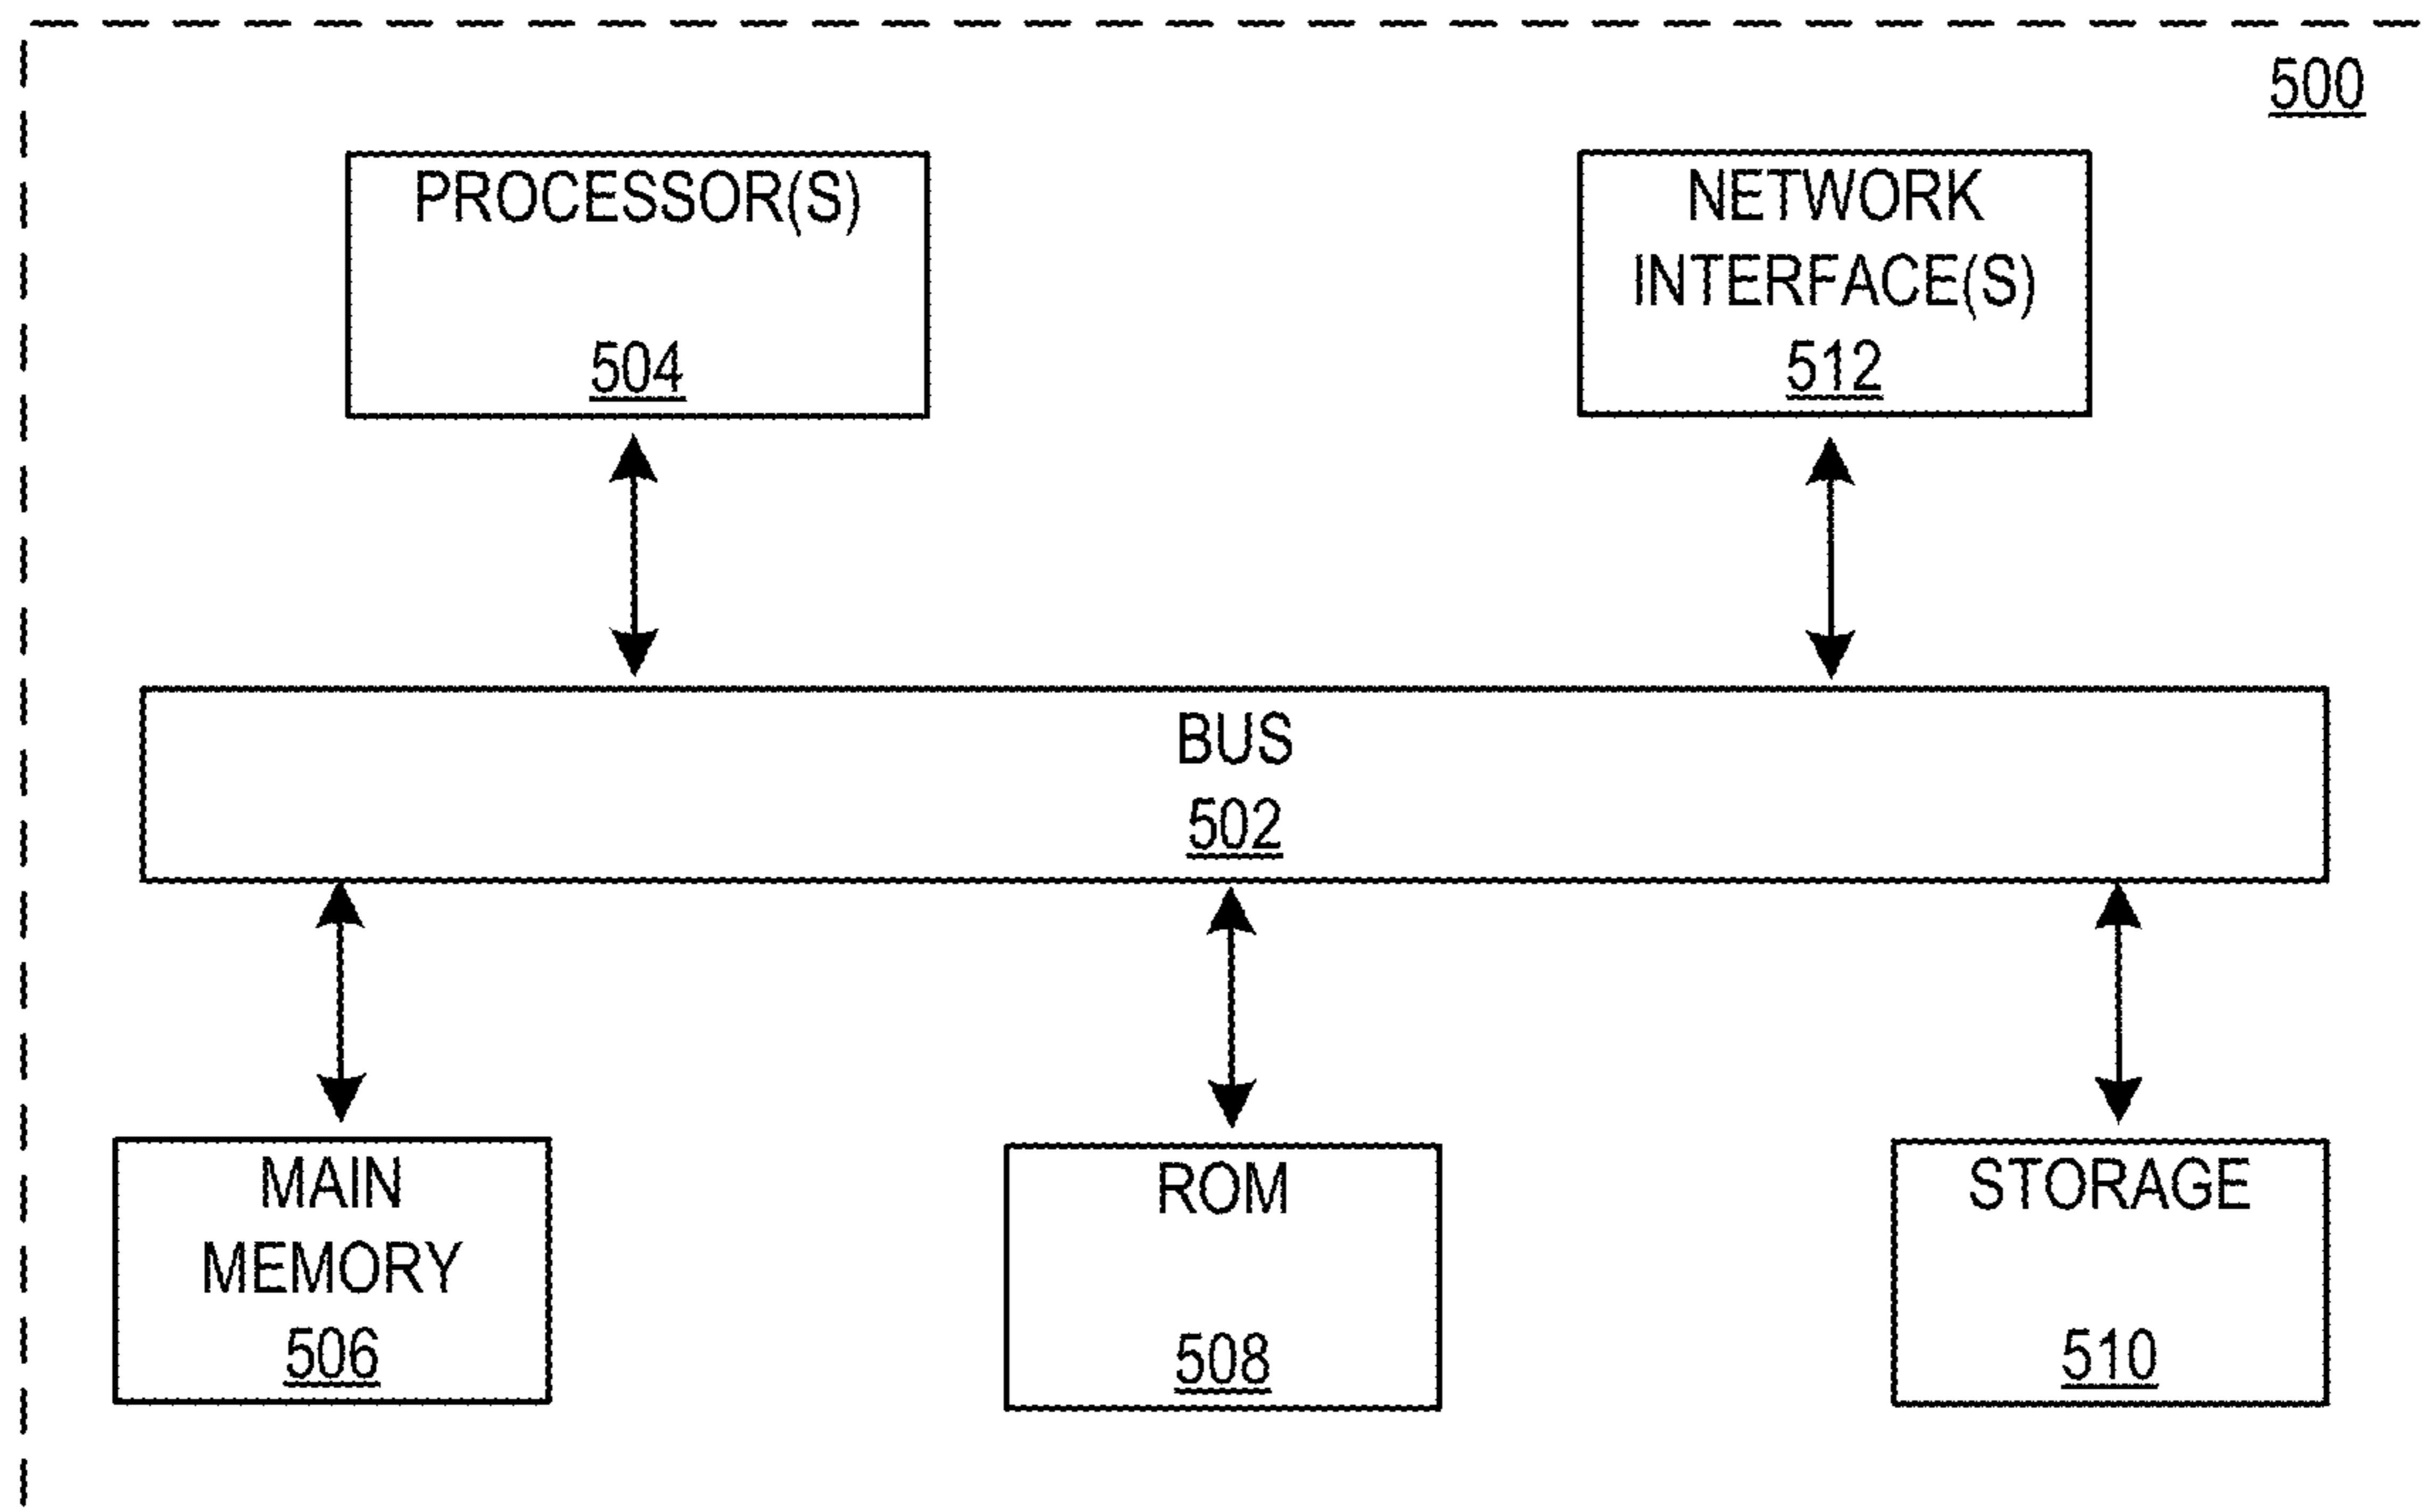 500
PROCESSOR(S)
504
NETWORK
INTERFACE(S)
512
BUS
502
MAIN
MEMORY
506
ROM
508
STORAGE
510